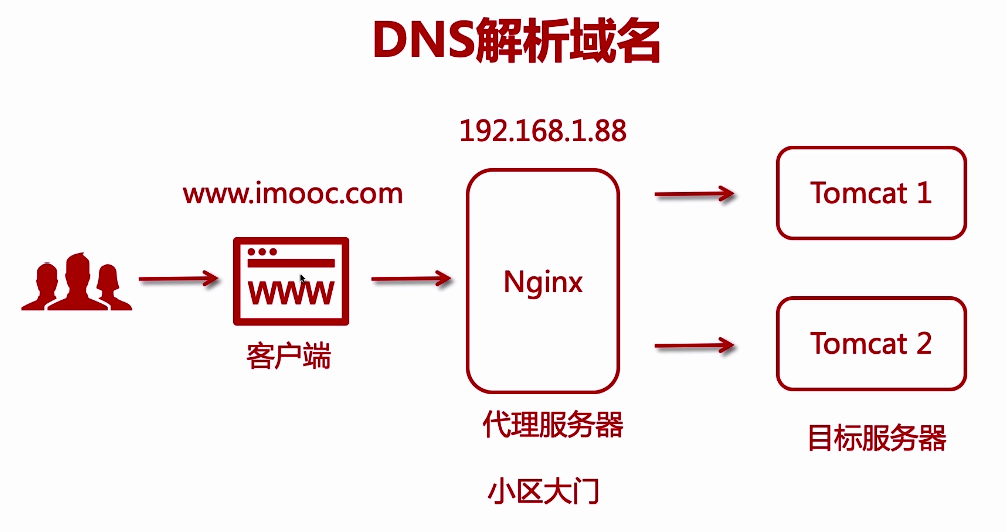 DNS解析域名
192.168.1.88
www.imooc.com
Tomcat 1
Nginx
WWW
Tomcat 2
客户端
代理服务器
目标服务器
小区大门